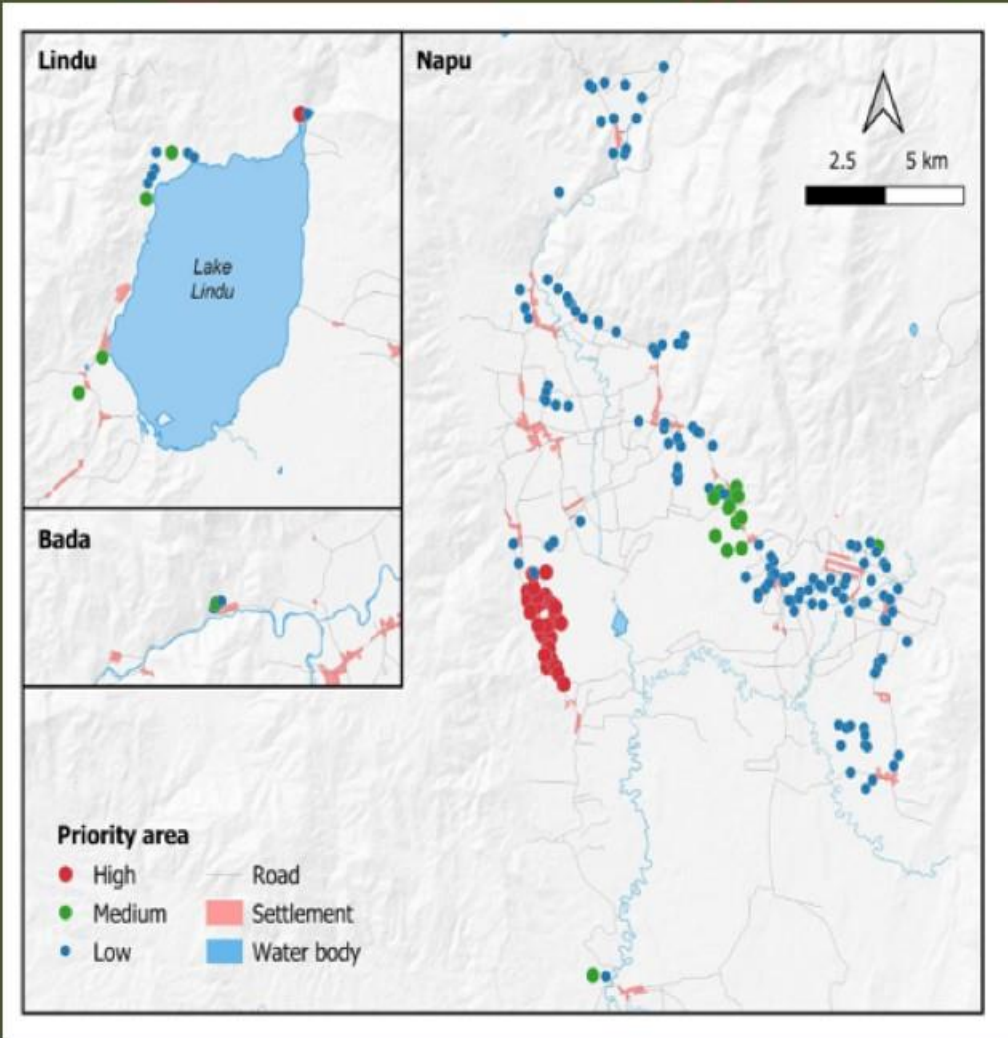 Lindu
Napu
2.5 5 km
Lake
Lindu
Bada
Priority area
High
Medium
Low
Road
Settlement
Water body